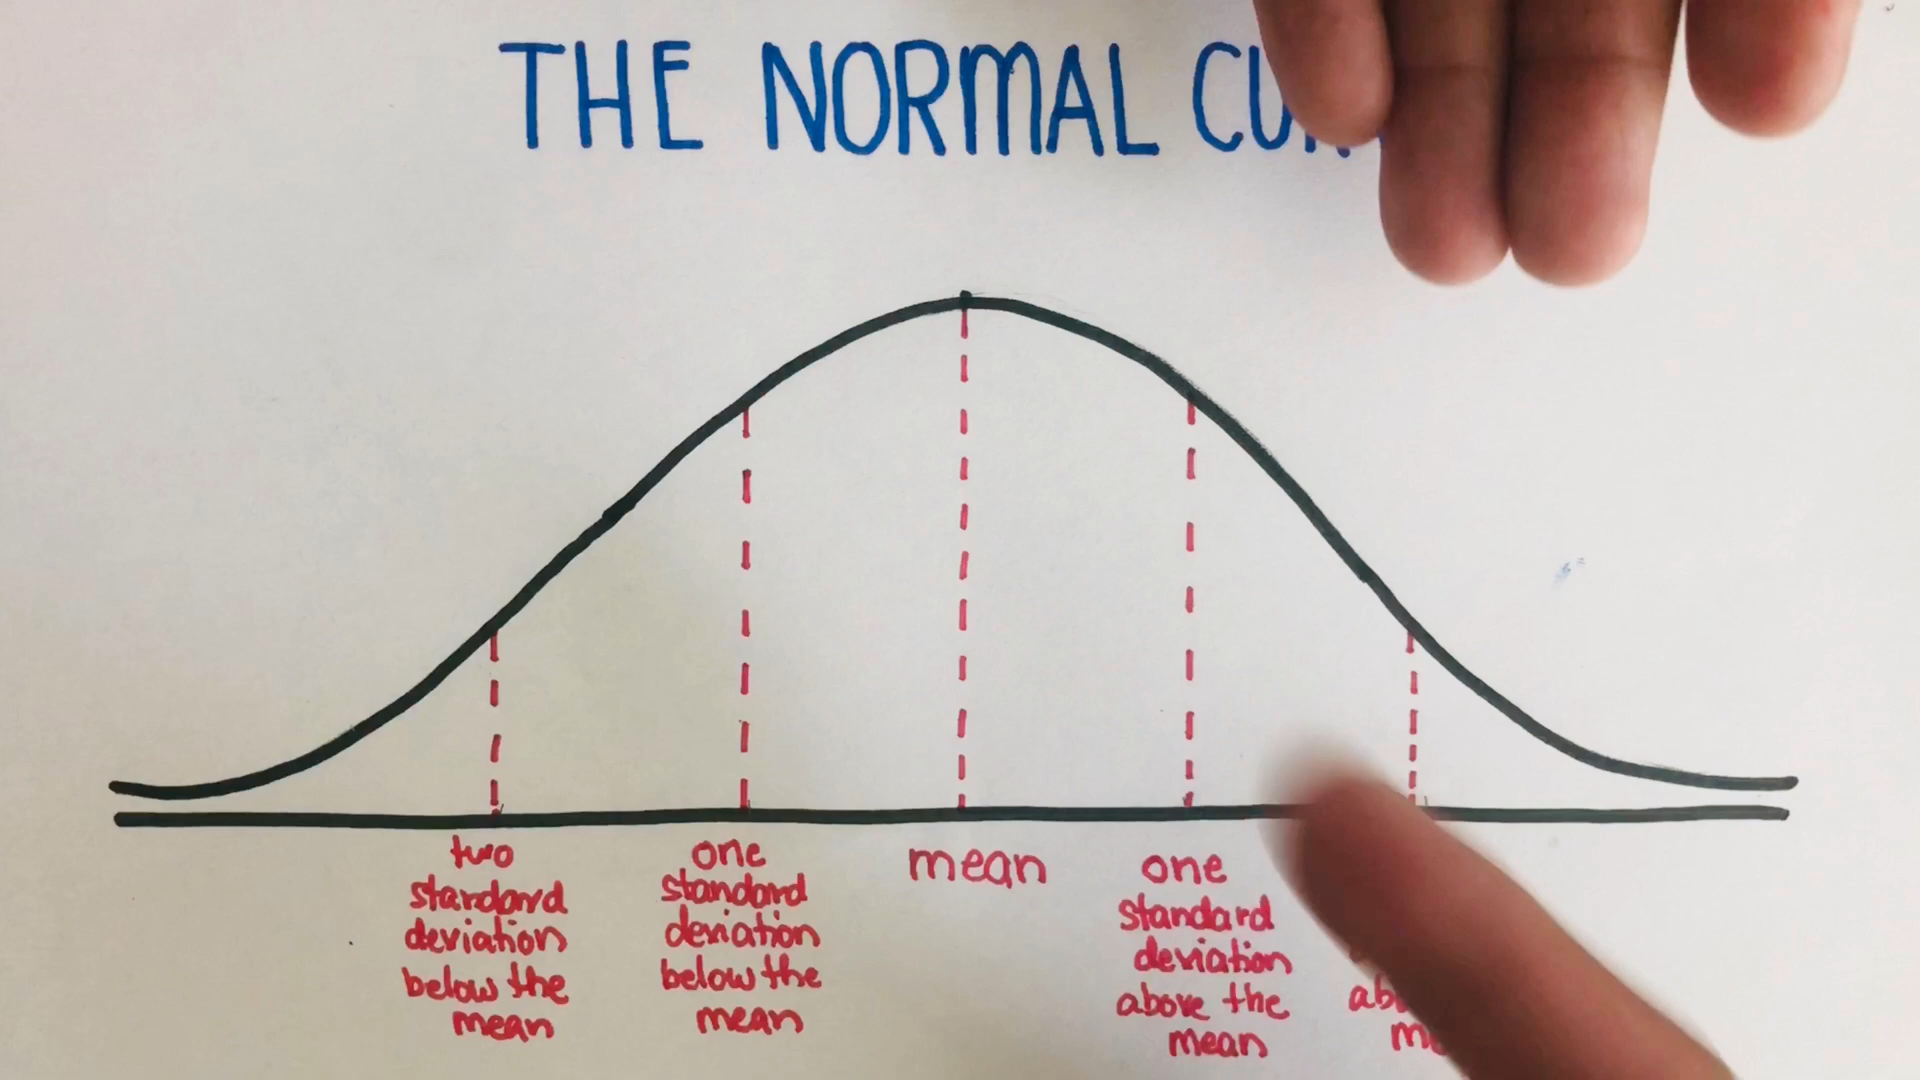 THE NORMAL
two
standard
deviation
below the
mean
one
standard
deviation
below the
mean
mean
one
standard
deviation
above the
mean